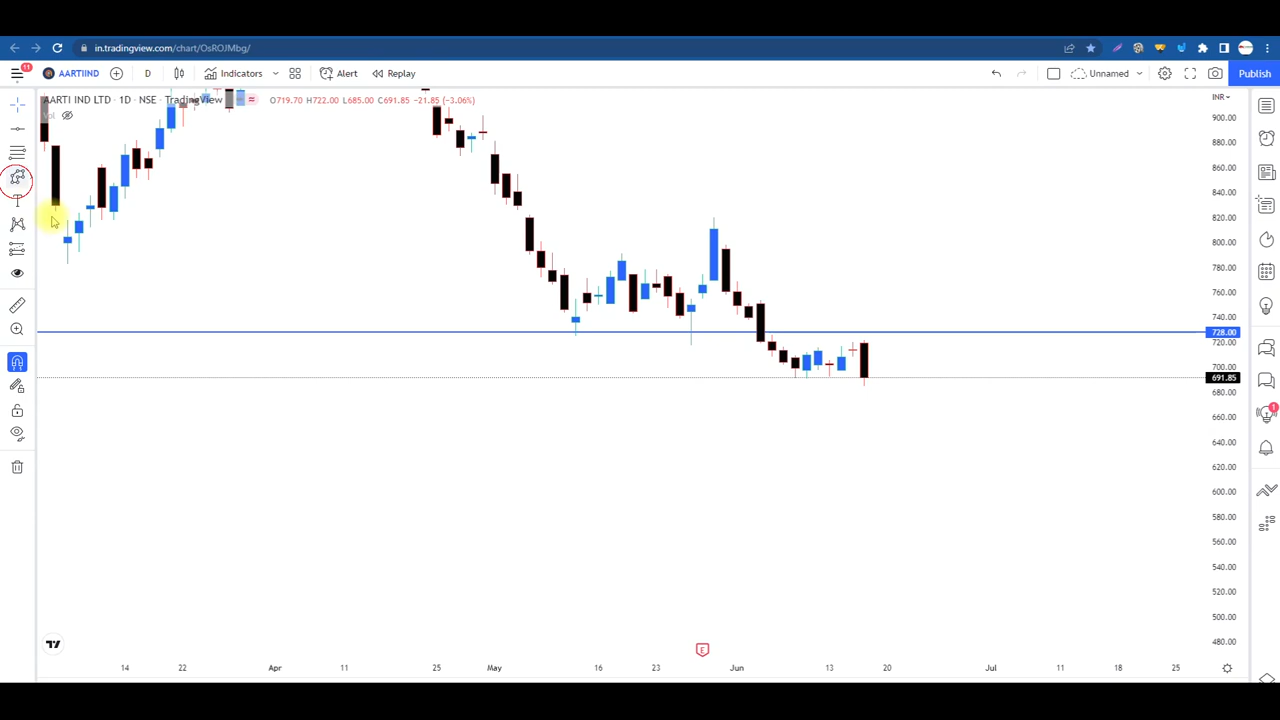 in.tradingview.com/chart/OsROJMbg/
11
AARTIIND
D
Indicators
Alert
Replay
Unnamed
Publish
AARTI IND LTD · 1D · NSE · TradingView
O719.70 H722.00 L685.00 C691.85 −21.85 (−3.06%)
Vol
INR
900.00
880.00
860.00
840.00
820.00
800.00
780.00
760.00
740.00
728.00
720.00
700.00
691.85
680.00
660.00
640.00
620.00
600.00
580.00
560.00
540.00
520.00
500.00
480.00
1
T
E
14
22
Apr
11
25
May
16
23
Jun
13
20
Jul
11
18
25